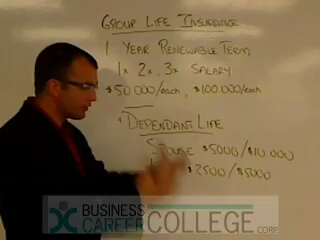 GROUP LIFE INSURANCE
1 YEAR RENEWABLE TERM
1x 2x, 3x SALARY
$50 000/each, $100.000/each
DEPENDANT LIFE
SPOUSE $5000/$10.000
$2500/$5000
BUSINESS
CAREER COLLEGE CORP.